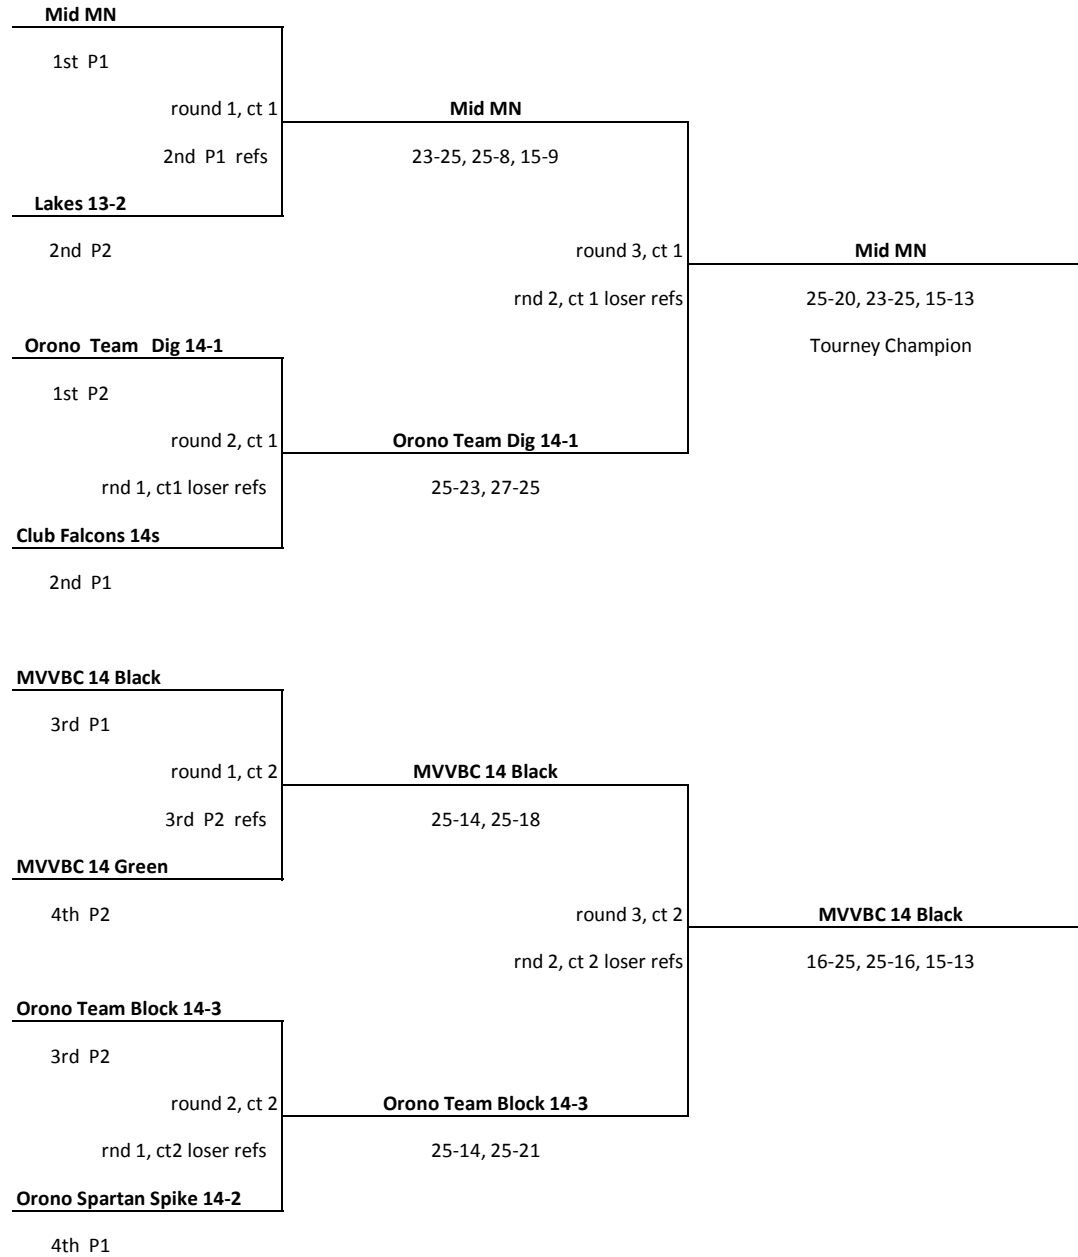 Mid MN
1st P1
round 1, ct 1
Mid MN
2nd P1 refs
23-25, 25-8, 15-9
Lakes 13-2
2nd P2
round 3, ct 1
Mid MN
rnd 2, ct 1 loser refs
25-20, 23-25, 15-13
Orono Team Dig 14-1
Tourney Champion
1st P2
round 2, ct 1
Orono Team Dig 14-1
rnd 1, ct1 loser refs
25-23, 27-25
Club Falcons 14s
2nd P1
MVVBC 14 Black
3rd P1
round 1, ct 2
MVVBC 14 Black
3rd P2 refs
25-14, 25-18
MVVBC 14 Green
4th P2
round 3, ct 2
MVVBC 14 Black
rnd 2, ct 2 loser refs
16-25, 25-16, 15-13
Orono Team Block 14-3
3rd P2
round 2, ct 2
Orono Team Block 14-3
rnd 1, ct2 loser refs
25-14, 25-21
Orono Spartan Spike 14-2
4th P1